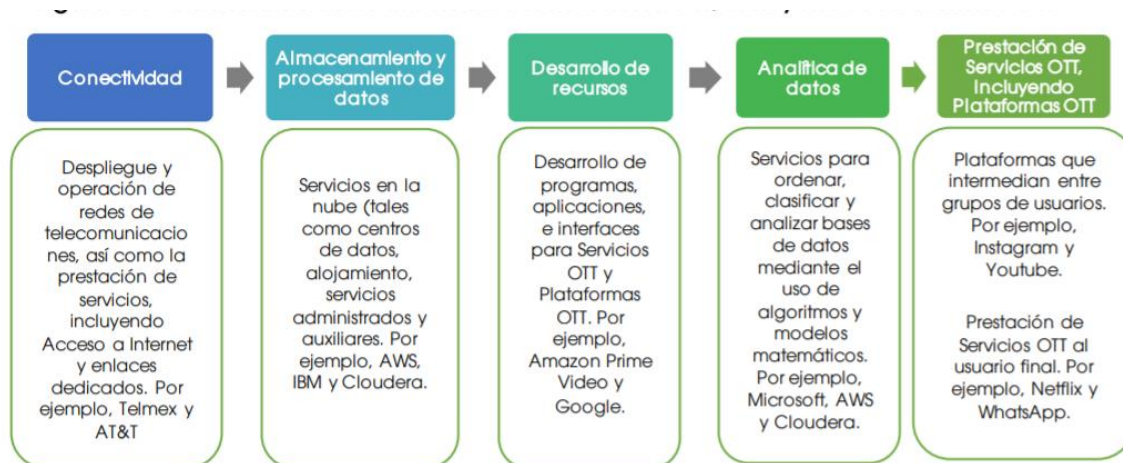 Conectividad
Despliegue y
operación de
redes de
telecomunicacio
nes, así como la
prestación de
servicios,
incluyendo
Acceso a Internet
y enlaces
dedicados. Por
ejemplo, Telmex y
AT&T
Almacenamiento y
procesamiento de
datos
Servicios en la
nube (tales
como centros
de datos,
alojamiento,
servicios
administrados y
auxiliares. Por
ejemplo, AWS,
IBM y Cloudera.
Desarrollo de
recursos
Desarrollo de
programas,
aplicaciones,
e interfaces
para Servicios
OTT y
Plataformas
OTT. Por
ejemplo,
Amazon Prime
Video y
Google.
Analítica de
datos
Servicios para
ordenar,
clasificar y
analizar bases
de datos
mediante el
uso de
algoritmos y
modelos
matemáticos.
Por ejemplo,
Microsoft, AWS
y Cloudera.
Prestación de
Servicios OTT,
Incluyendo
Plataformas OTT
Plataformas que
intermedian entre
grupos de usuarios.
Por ejemplo,
Instagram y
Youtube.
Prestación de
Servicios OTT al
usuario final. Por
ejemplo, Netflix y
WhatsApp.